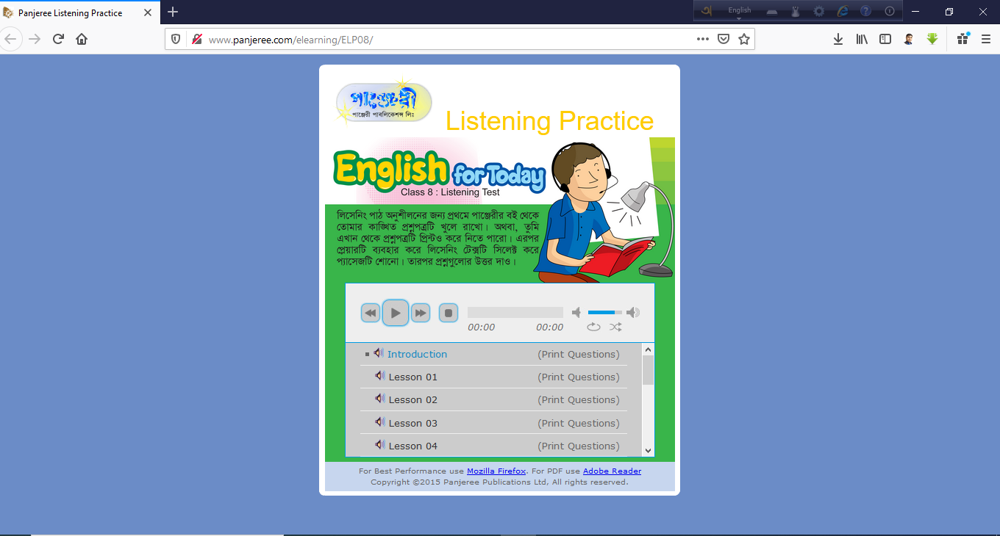 Panjeree Listening Practice
English
www.panjeree.com/elearning/ELP08/
পাঞ্জেরী
পাঞ্জেরী পাবলিকেশন্স লিঃ
Listening Practice
English for Today
Class 8 : Listening Test
লিসেনিং পাঠ অনুশীলনের জন্য প্রথমে পাঞ্জেরীর বই থেকে
তোমার কাঙ্খিত প্রশ্নপত্রটি খুলে রাখো। অথবা, তুমি
এখান থেকে প্রশ্নপত্রটি প্রিন্টও করে নিতে পারো। এরপর
প্লেয়ারটি ব্যবহার করে লিসেনিং টেক্সটি সিলেক্ট করে
প্যাসেজটি শোনো। তারপর প্রশ্নগুলোর উত্তর দাও।
00:00 00:00
Introduction (Print Questions)
Lesson 01 (Print Questions)
Lesson 02 (Print Questions)
Lesson 03 (Print Questions)
Lesson 04 (Print Questions)
For Best Performance use Mozilla Firefox. For PDF use Adobe Reader
Copyright ©2015 Panjeree Publications Ltd, All rights reserved.